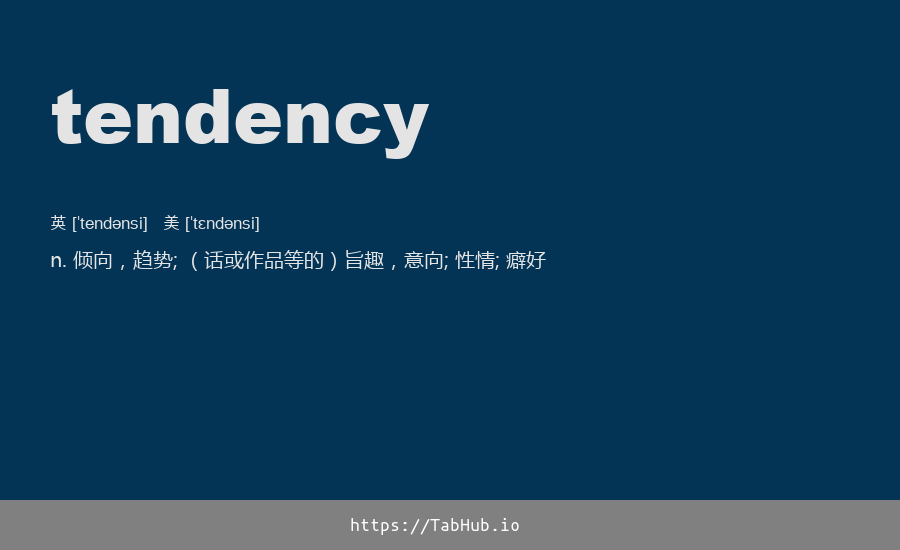 tendency
英 [ˈtendənsi] 美 [ˈtɛndənsi]
n. 倾向，趋势; （话或作品等的）旨趣，意向; 性情; 癖好
https://TabHub.io